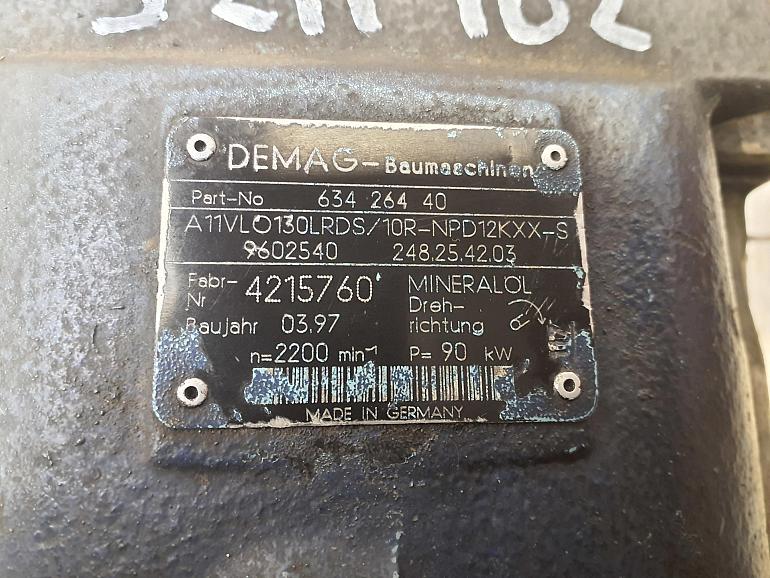 DEMAG-Baumaschinen
Part-No 634 264 40
A11VLO130LRDS/10R-NPD12KXX-S
9602540 248.25.42.03
Fabr-Nr 4215760 MINERALÖL
Baujahr 03.97 Dreh-richtung
n=2200 min⁻¹ P= 90 kW
MADE IN GERMANY